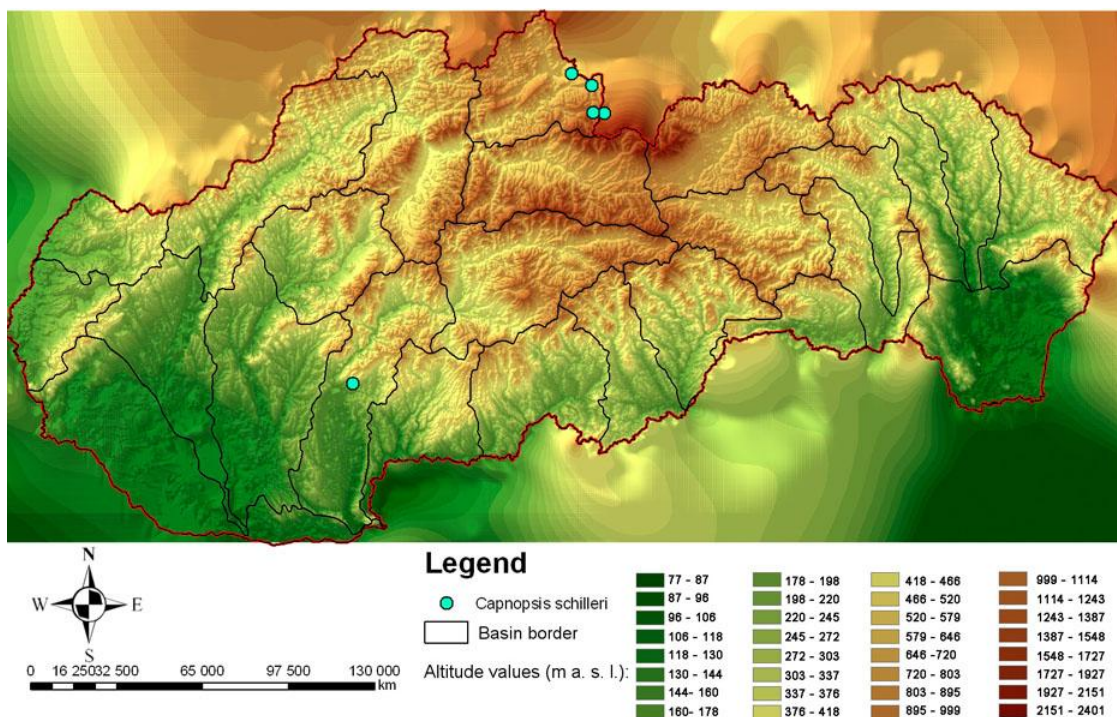 Legend
Capnopsis schilleri
Basin border
Altitude values (m a. s. l.):
N
W E
S
0 16 25032 500 65 000 97 500 130 000
km
77 - 87
87 - 96
96 - 106
106 - 118
118 - 130
130 - 144
144- 160
160- 178
178 - 198
198 - 220
220 - 245
245 - 272
272 - 303
303 - 337
337 - 376
376 - 418
418 - 466
466 - 520
520 - 579
579 - 646
646 -720
720 - 803
803 - 895
895 - 999
999 - 1114
1114 - 1243
1243 - 1387
1387 - 1548
1548 - 1727
1727 - 1927
1927 - 2151
2151 - 2401